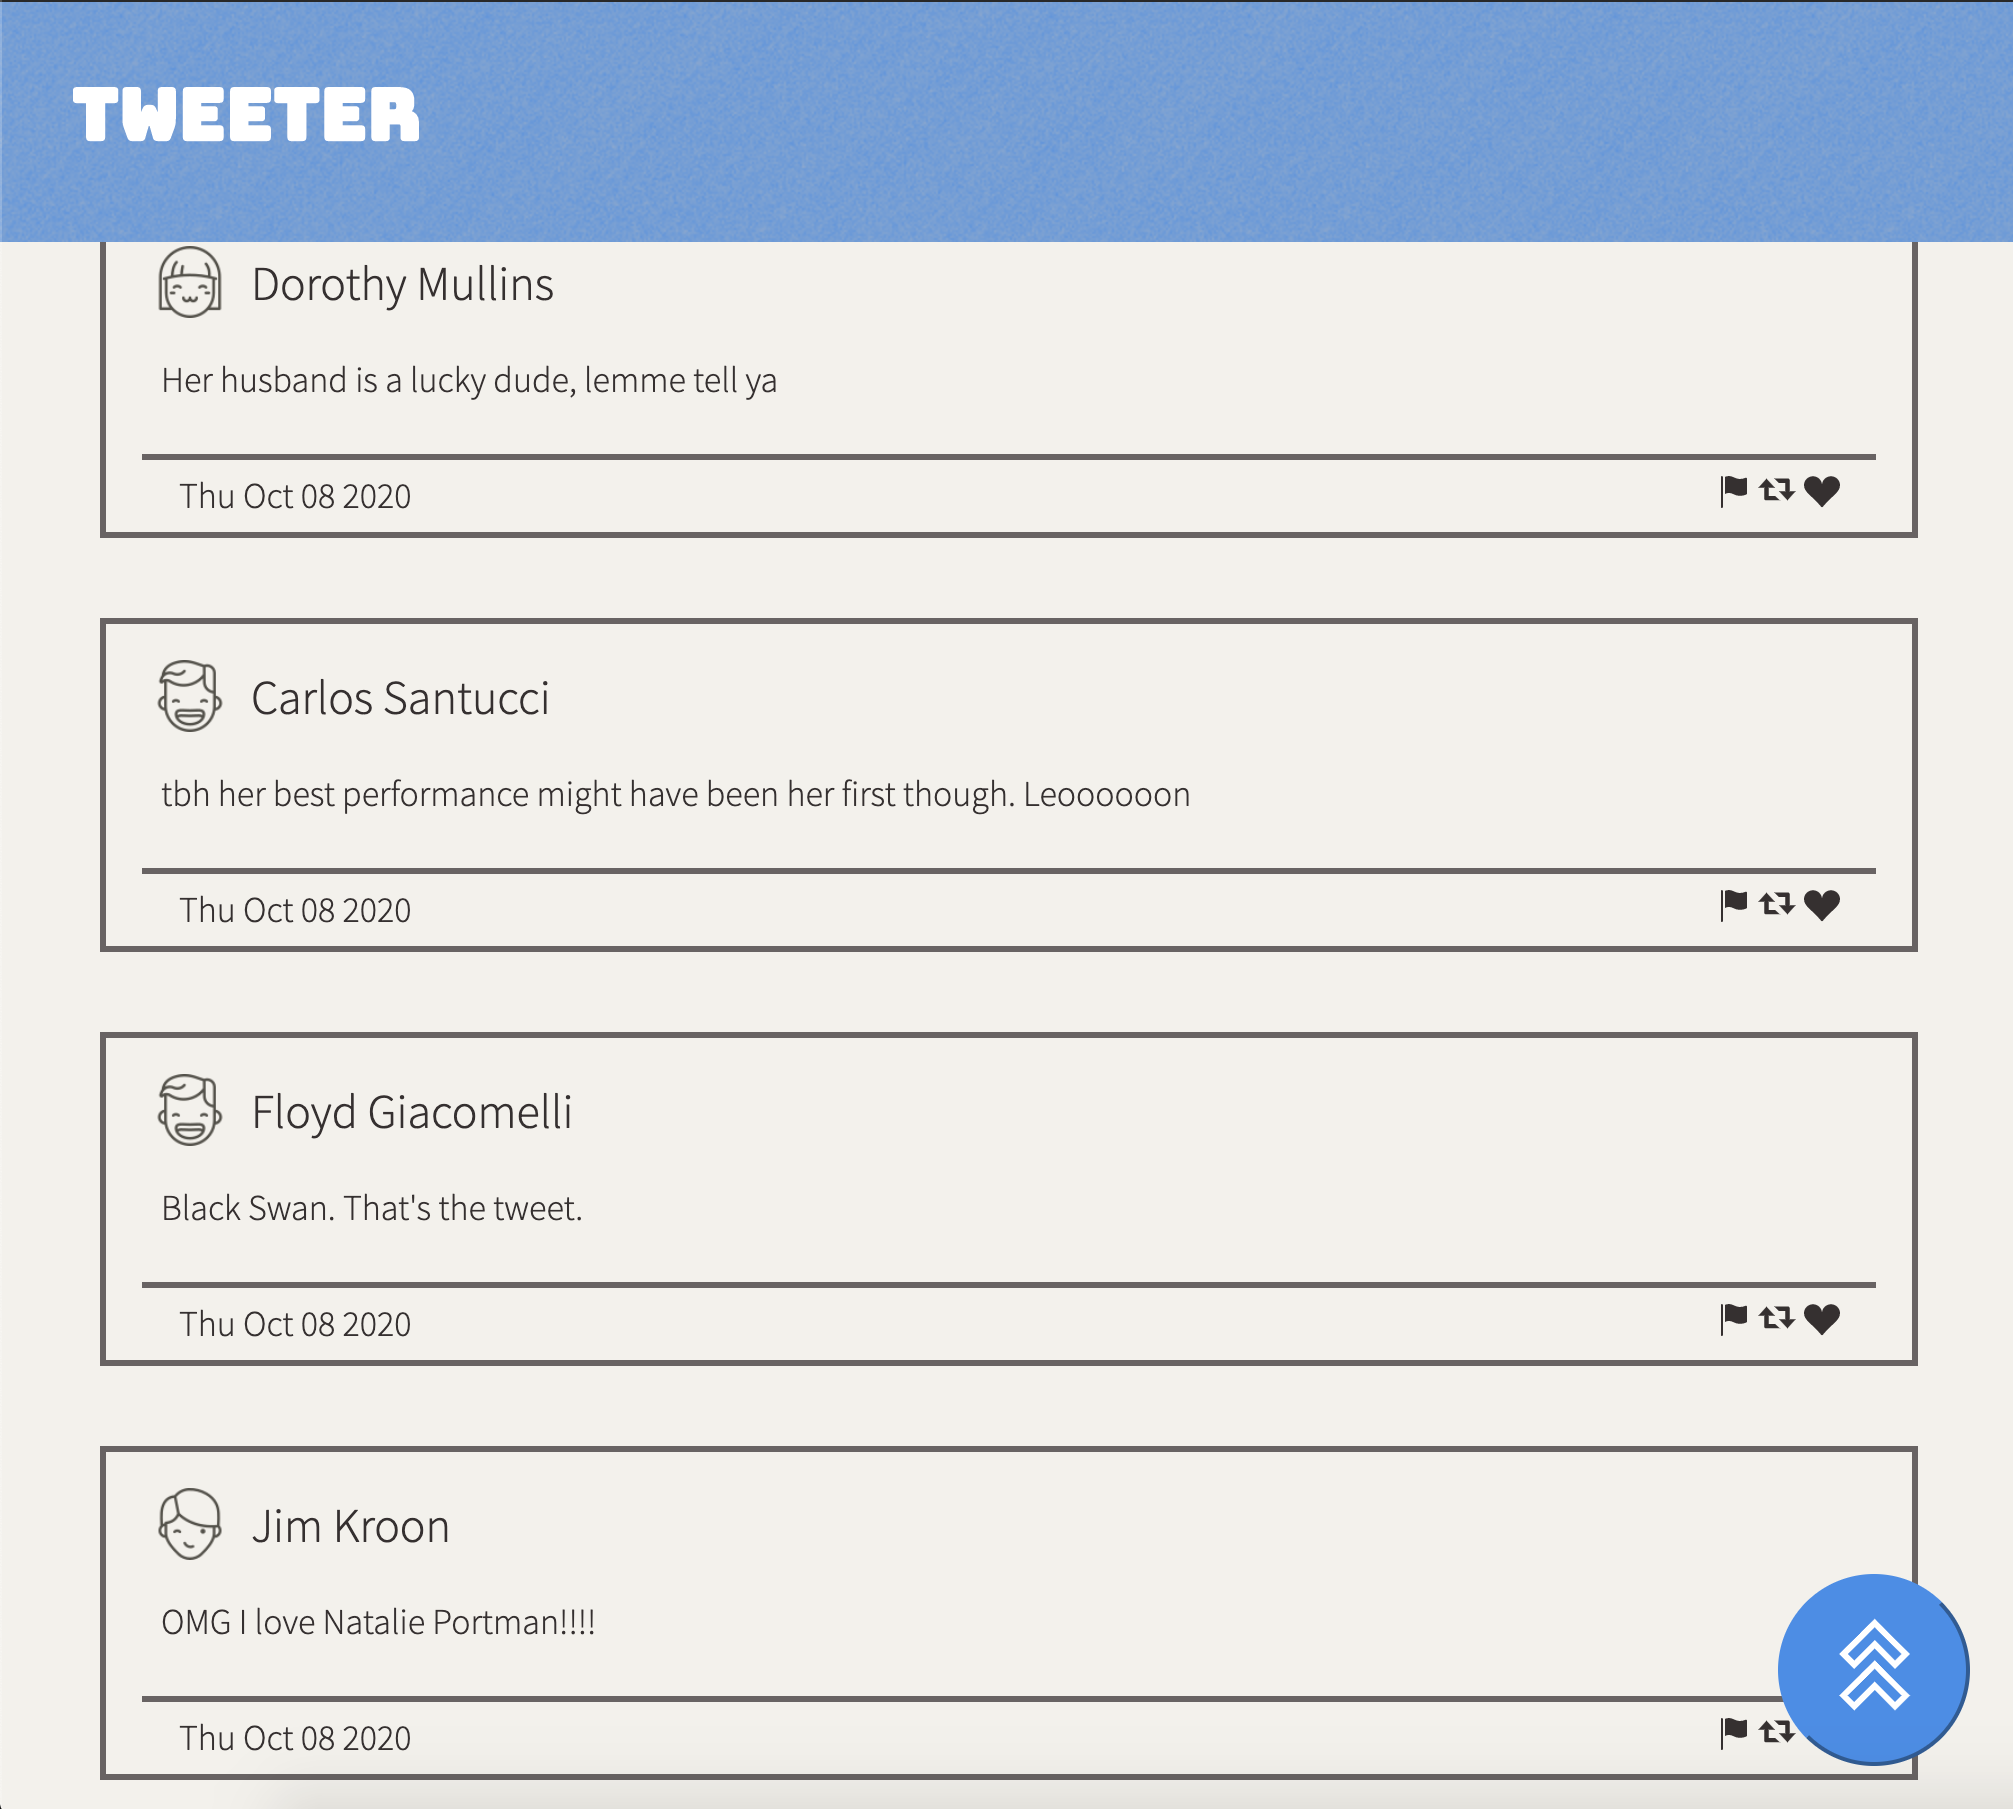 TWEETER
Dorothy Mullins
Her husband is a lucky dude, lemme tell ya
Thu Oct 08 2020
Carlos Santucci
tbh her best performance might have been her first though. Leoooooon
Thu Oct 08 2020
Floyd Giacomelli
Black Swan. That's the tweet.
Thu Oct 08 2020
Jim Kroon
OMG I love Natalie Portman!!!!
Thu Oct 08 2020